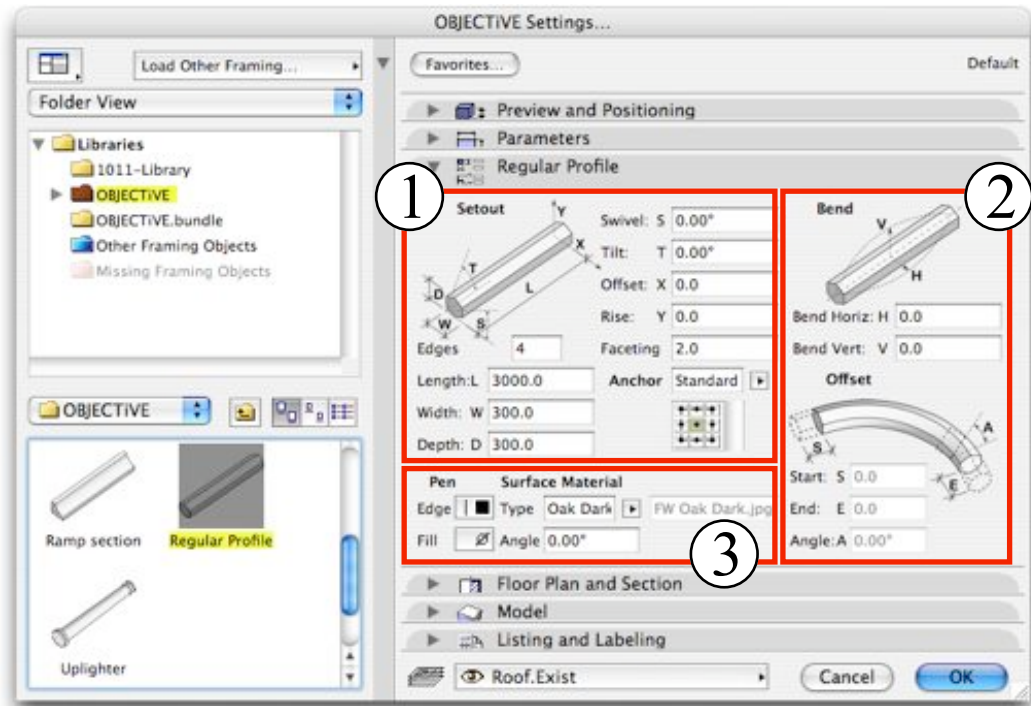 OBJECTiVE Settings...
Load Other Framing...
Folder View
Libraries
1011-Library
OBJECTiVE
OBJECTiVE.bundle
Other Framing Objects
Missing Framing Objects
OBJECTiVE
Ramp section
Regular Profile
Uplighter
Favorites...
Default
Preview and Positioning
Parameters
Regular Profile
1
Setout
Y
X
T
L
D
W
S
Swivel: S 0.00°
Tilt: T 0.00°
Offset: X 0.0
Rise: Y 0.0
Edges 4
Faceting 2.0
Length:L 3000.0
Anchor Standard
Width: W 300.0
Depth: D 300.0
2
Bend
V
H
Bend Horiz: H 0.0
Bend Vert: V 0.0
Offset
A
S
E
Start: S 0.0
End: E 0.0
Angle:A 0.00°
Pen Surface Material
Edge Type Oak Dark FW Oak Dark.jpg
Fill Angle 0.00°
3
Floor Plan and Section
Model
Listing and Labeling
Roof.Exist
Cancel
OK